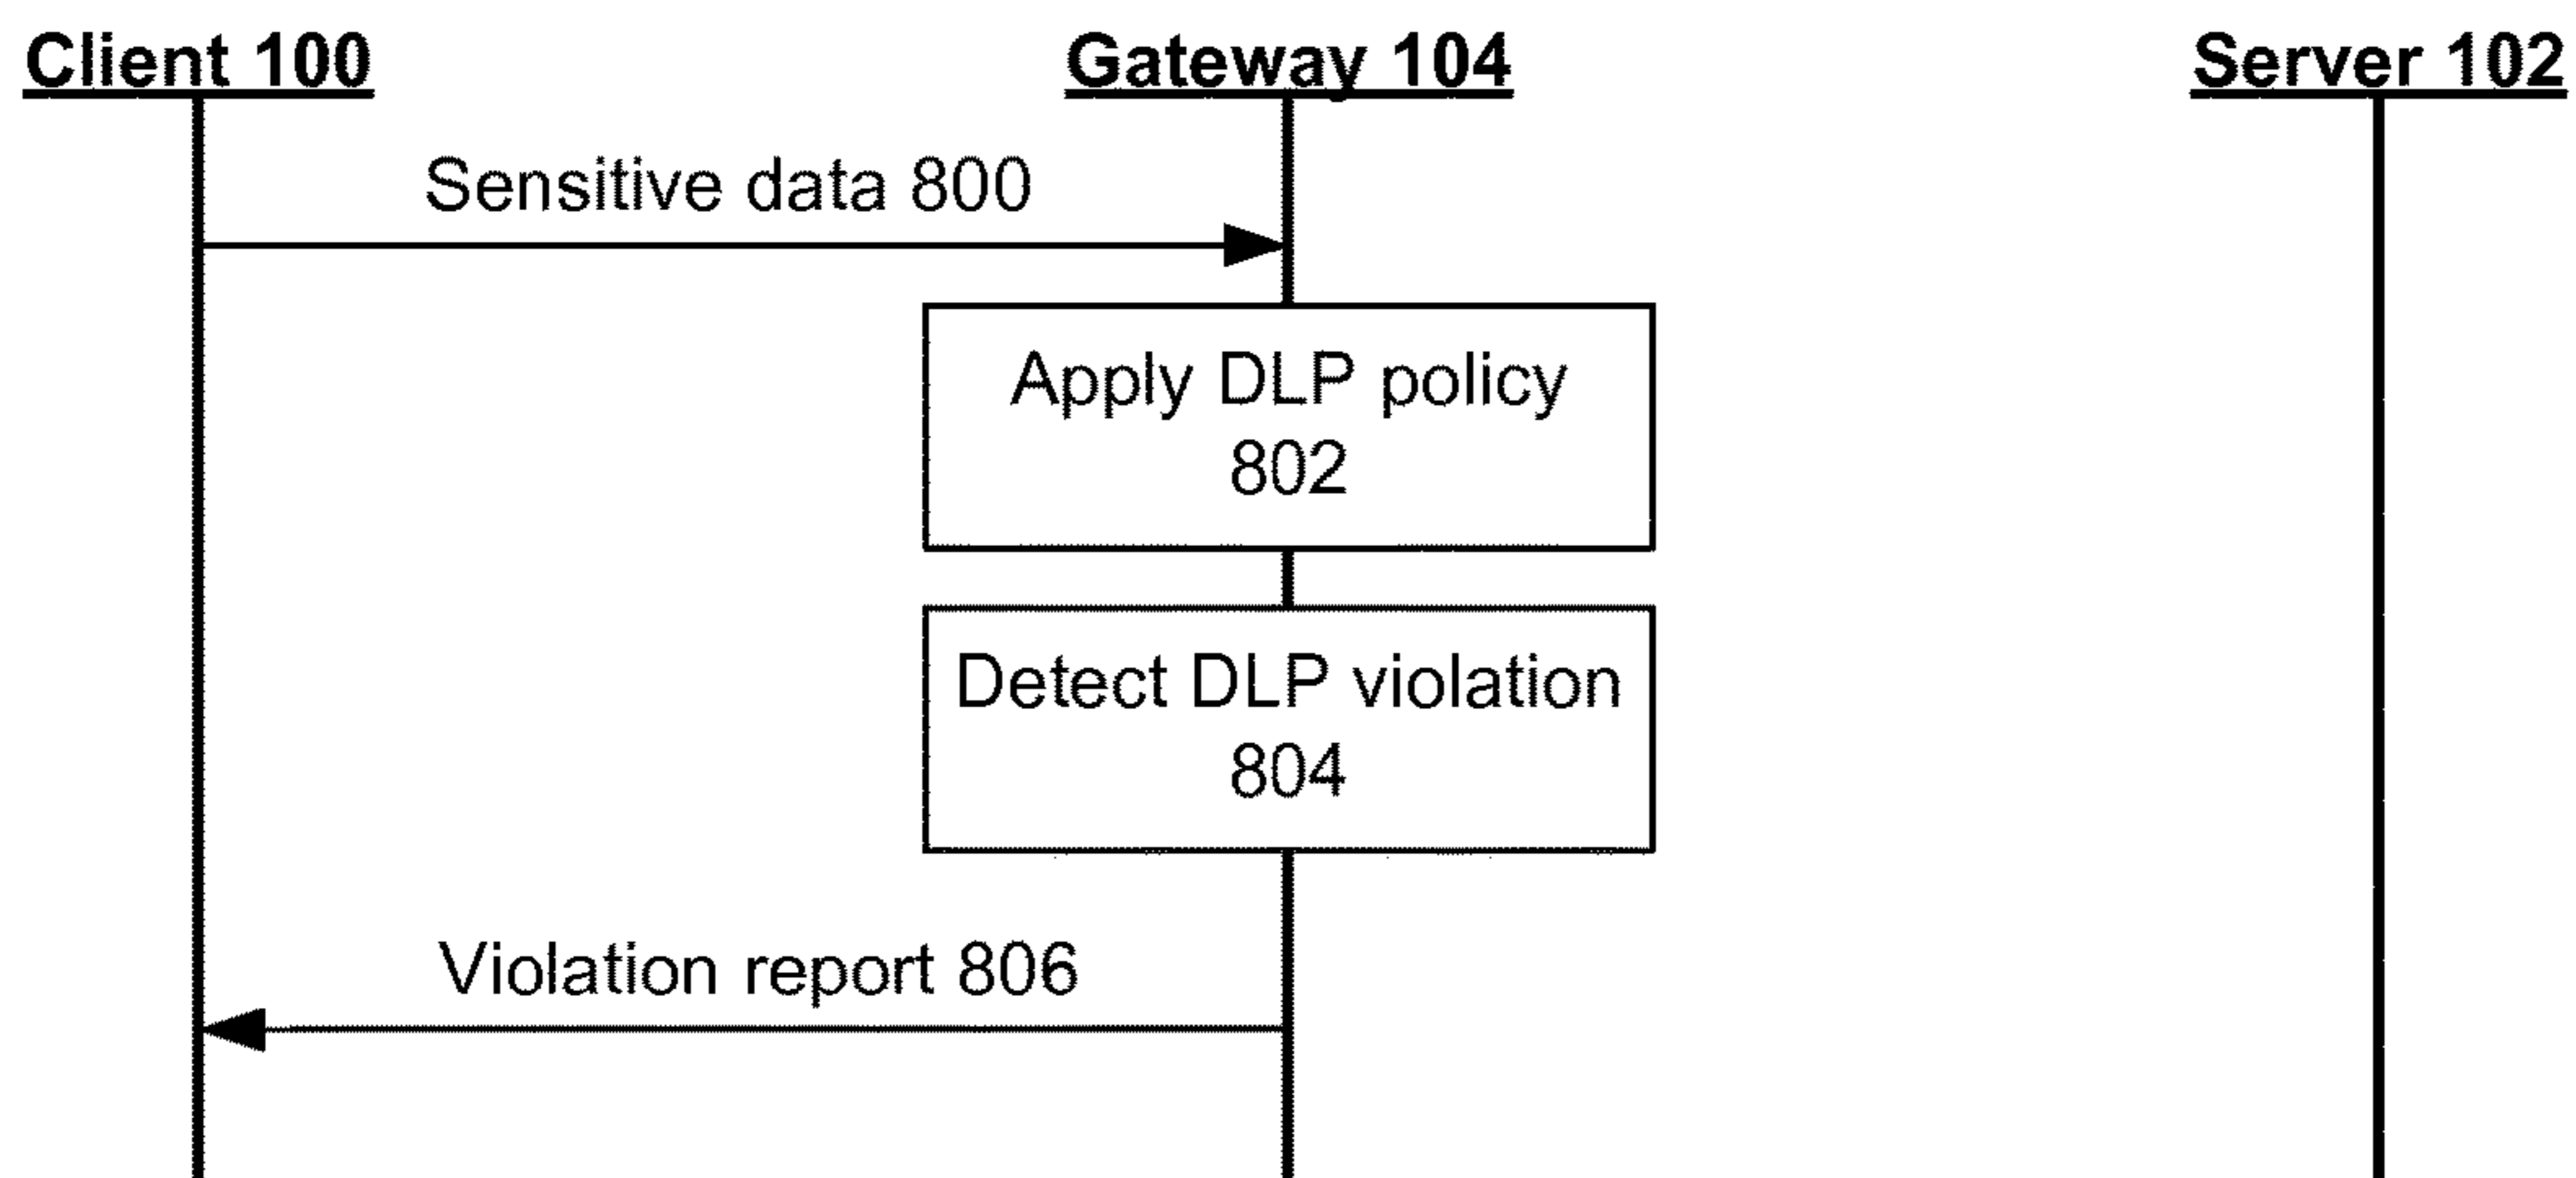 Client 100
Gateway 104
Server 102
Sensitive data 800
Apply DLP policy
802
Detect DLP violation
804
Violation report 806